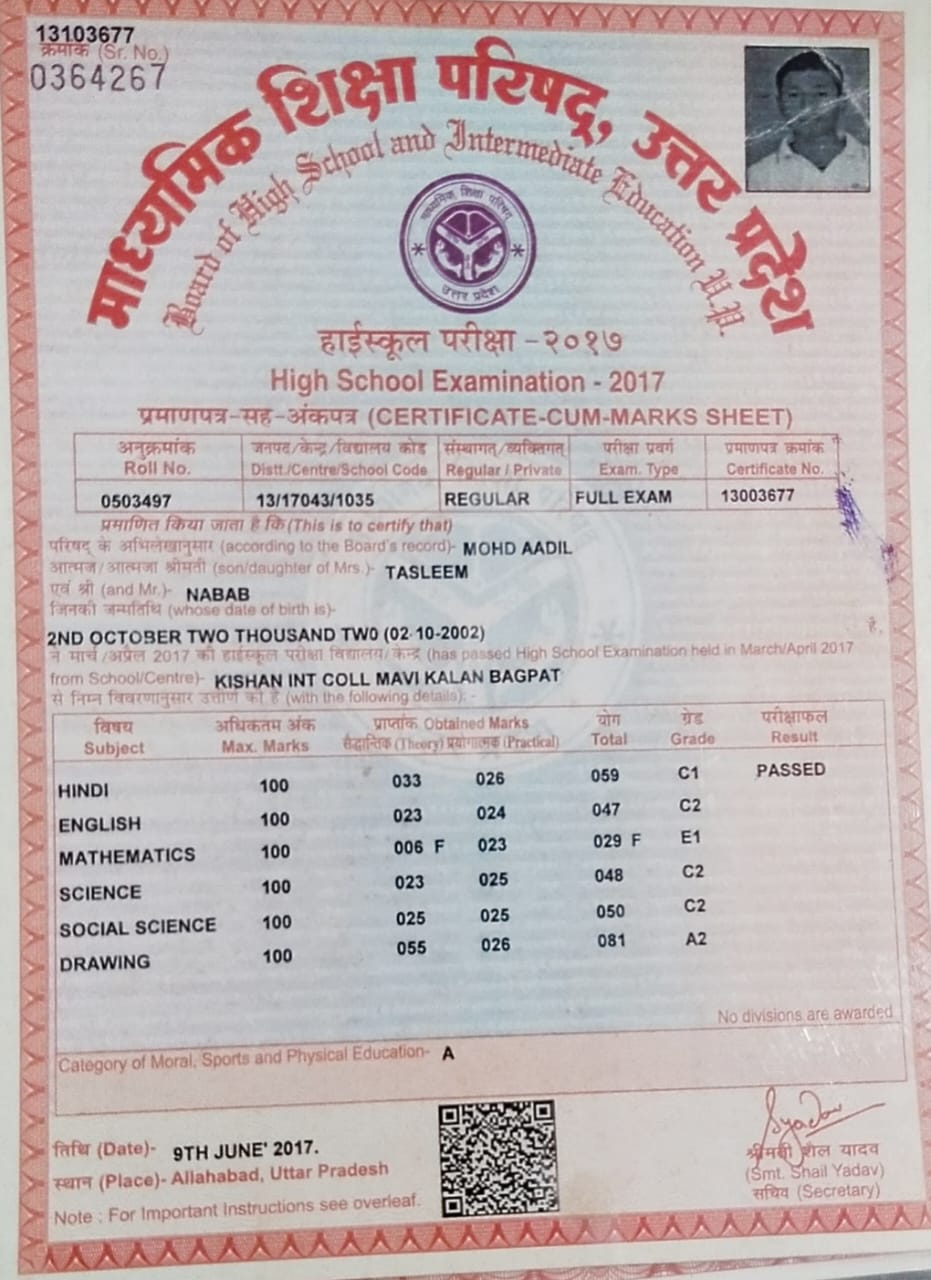 13103677
क्रमांक (Sr. No.)
0364267
माध्यमिक शिक्षा परिषद्, उत्तर प्रदेश
Board of High School and Intermediate Education U.P.
माध्यमिक शिक्षा परिषद्
उत्तर प्रदेश
हाईस्कूल परीक्षा -२०१७
High School Examination - 2017
प्रमाणपत्र-सह-अंकपत्र (CERTIFICATE-CUM-MARKS SHEET)
अनुक्रमांक जनपद/केन्द्र/विद्यालय कोड संस्थागत/व्यक्तिगत् परीक्षा प्रवर्ग प्रमाणपत्र क्रमांक
Roll No. Distt./Centre/School Code Regular / Private Exam. Type Certificate No.
0503497 13/17043/1035 REGULAR FULL EXAM 13003677
प्रमाणित किया जाता है कि (This is to certify that)
परिषद् के अभिलेखानुसार (according to the Board's record)- MOHD AADIL
आत्मज/आत्मजा श्रीमती (son/daughter of Mrs.)- TASLEEM
एवं श्री (and Mr.)- NABAB
जिनकी जन्मतिथि (whose date of birth is)-
2ND OCTOBER TWO THOUSAND TWO (02-10-2002) है,
ने मार्च/अप्रैल 2017 की हाईस्कूल परीक्षा विद्यालय/केन्द्र (has passed High School Examination held in March/April 2017
from School/Centre)- KISHAN INT COLL MAVI KALAN BAGPAT
से निम्न विवरणानुसार उत्तीर्ण की है (with the following details): -
विषय अधिकतम अंक प्राप्तांक Obtained Marks योग ग्रेड परीक्षाफल
Subject Max. Marks सैद्धान्तिक (Theory) प्रयोगात्मक (Practical) Total Grade Result
HINDI 100 033 026 059 C1 PASSED
ENGLISH 100 023 024 047 C2
MATHEMATICS 100 006 F 023 029 F E1
SCIENCE 100 023 025 048 C2
SOCIAL SCIENCE 100 025 025 050 C2
DRAWING 100 055 026 081 A2
No divisions are awarded
Category of Moral, Sports and Physical Education- A
तिथि (Date)- 9TH JUNE' 2017.
स्थान (Place)- Allahabad, Uttar Pradesh
Note : For Important Instructions see overleaf.
Syadav
श्रीमती शैल यादव
(Smt. Shail Yadav)
सचिव (Secretary)